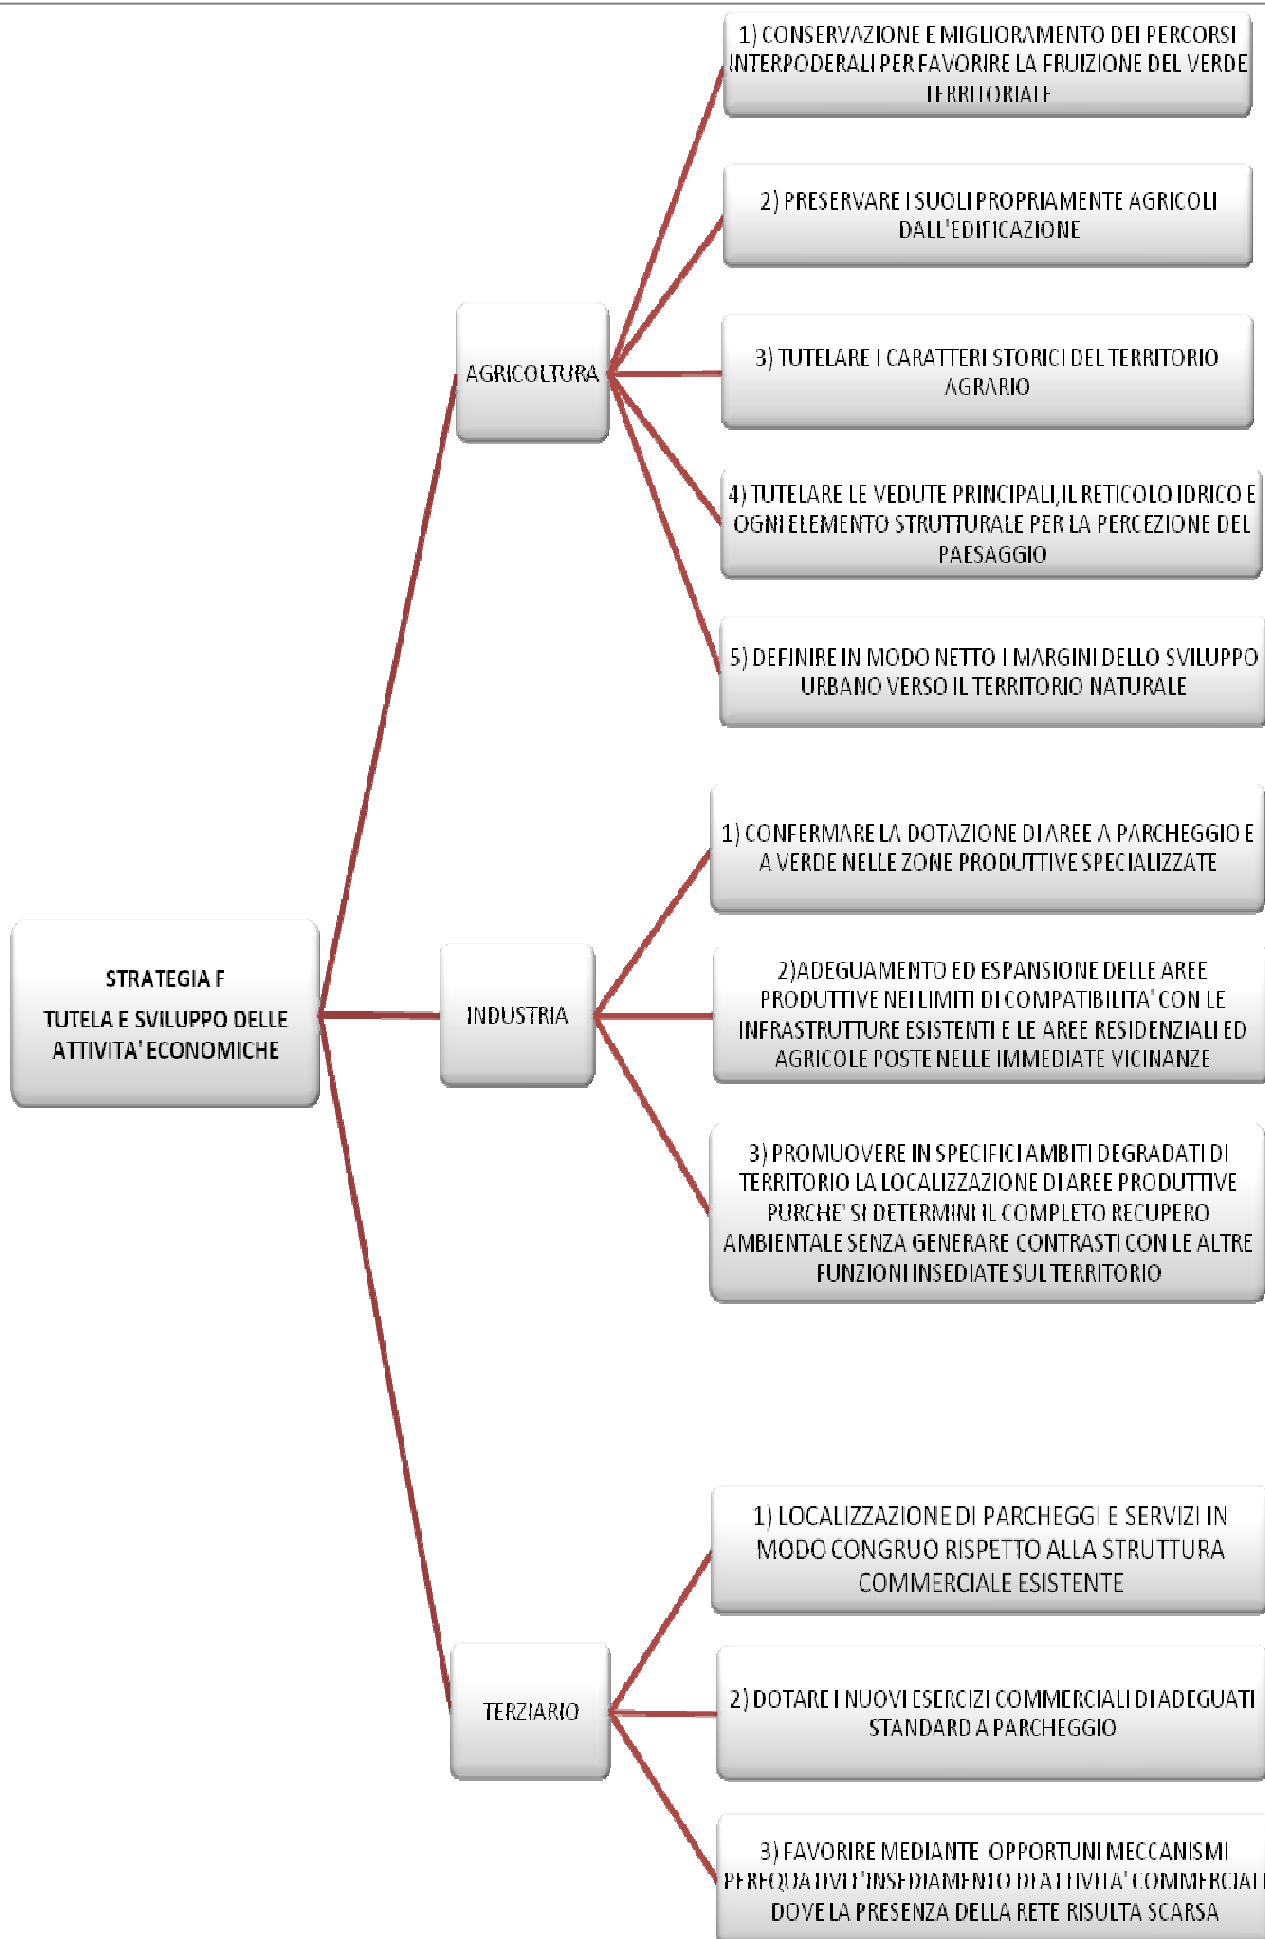 1) CONSERVAZIONE E MIGLIORAMENTO DEI PERCORSI
INTERPODERALI PER FAVORIRE LA FRUIZIONE DEL VERDE
TERRITORIALE
2) PRESERVARE I SUOLI PROPRIAMENTE AGRICOLI
DALL'EDIFICAZIONE
AGRICOLTURA
3) TUTELARE I CARATTERI STORICI DEL TERRITORIO
AGRARIO
4) TUTELARE LE VEDUTE PRINCIPALI, IL RETICOLO IDRICO E
OGNI ELEMENTO STRUTTURALE PER LA PERCEZIONE DEL
PAESAGGIO
5) DEFINIRE IN MODO NETTO I MARGINI DELLO SVILUPPO
URBANO VERSO IL TERRITORIO NATURALE
STRATEGIA F
TUTELA E SVILUPPO DELLE
ATTIVITA' ECONOMICHE
INDUSTRIA
1) CONFERMARE LA DOTAZIONE DI AREE A PARCHEGGIO E
A VERDE NELLE ZONE PRODUTTIVE SPECIALIZZATE
2)ADEGUAMENTO ED ESPANSIONE DELLE AREE
PRODUTTIVE NEI LIMITI DI COMPATIBILITA' CON LE
INFRASTRUTTURE ESISTENTI E LE AREE RESIDENZIALI ED
AGRICOLE POSTE NELLE IMMEDIATE VICINANZE
3) PROMUOVERE IN SPECIFICI AMBITI DEGRADATI DI
TERRITORIO LA LOCALIZZAZIONE DI AREE PRODUTTIVE
PURCHE' SI DETERMINI IL COMPLETO RECUPERO
AMBIENTALE SENZA GENERARE CONTRASTI CON LE ALTRE
FUNZIONI INSEDIATE SUL TERRITORIO
TERZIARIO
1) LOCALIZZAZIONE DI PARCHEGGI E SERVIZI IN
MODO CONGRUO RISPETTO ALLA STRUTTURA
COMMERCIALE ESISTENTE
2) DOTARE I NUOVI ESERCIZI COMMERCIALI DI ADEGUATI
STANDARD A PARCHEGGIO
3) FAVORIRE MEDIANTE OPPORTUNI MECCANISMI
PEREQUATIVI L'INSEDIAMENTO DI ATTIVITA' COMMERCIALI
DOVE LA PRESENZA DELLA RETE RISULTA SCARSA